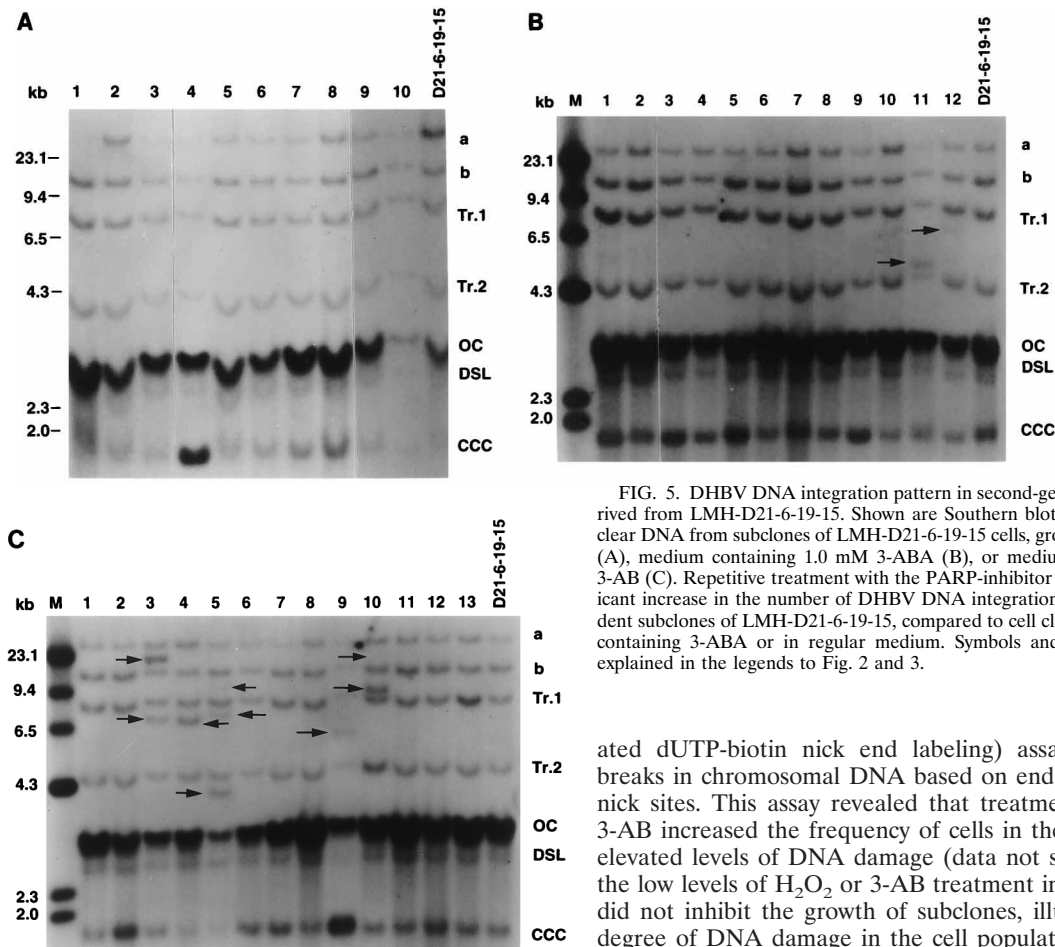 A
D21-6-19-15
kb 1 2 3 4 5 6 7 8 9 10
23.1
9.4
6.5
4.3
2.3
2.0
a
b
Tr.1
Tr.2
OC
DSL
CCC
B
D21-6-19-15
kb M 1 2 3 4 5 6 7 8 9 10 11 12
23.1
9.4
6.5
4.3
2.3
2.0
a
b
Tr.1
Tr.2
OC
DSL
CCC
C
D21-6-19-15
kb M 1 2 3 4 5 6 7 8 9 10 11 12 13
23.1
9.4
6.5
4.3
2.3
2.0
a
b
Tr.1
Tr.2
OC
DSL
CCC
FIG. 5. DHBV DNA integration pattern in second-ge
rived from LMH-D21-6-19-15. Shown are Southern blot
clear DNA from subclones of LMH-D21-6-19-15 cells, gro
(A), medium containing 1.0 mM 3-ABA (B), or mediu
3-AB (C). Repetitive treatment with the PARP-inhibitor
icant increase in the number of DHBV DNA integration
dent subclones of LMH-D21-6-19-15, compared to cell cl
containing 3-ABA or in regular medium. Symbols and
explained in the legends to Fig. 2 and 3.
ated dUTP-biotin nick end labeling) assa
breaks in chromosomal DNA based on end
nick sites. This assay revealed that treatme
3-AB increased the frequency of cells in the
elevated levels of DNA damage (data not s
the low levels of H₂O₂ or 3-AB treatment in
did not inhibit the growth of subclones, illu
degree of DNA damage in the cell populat